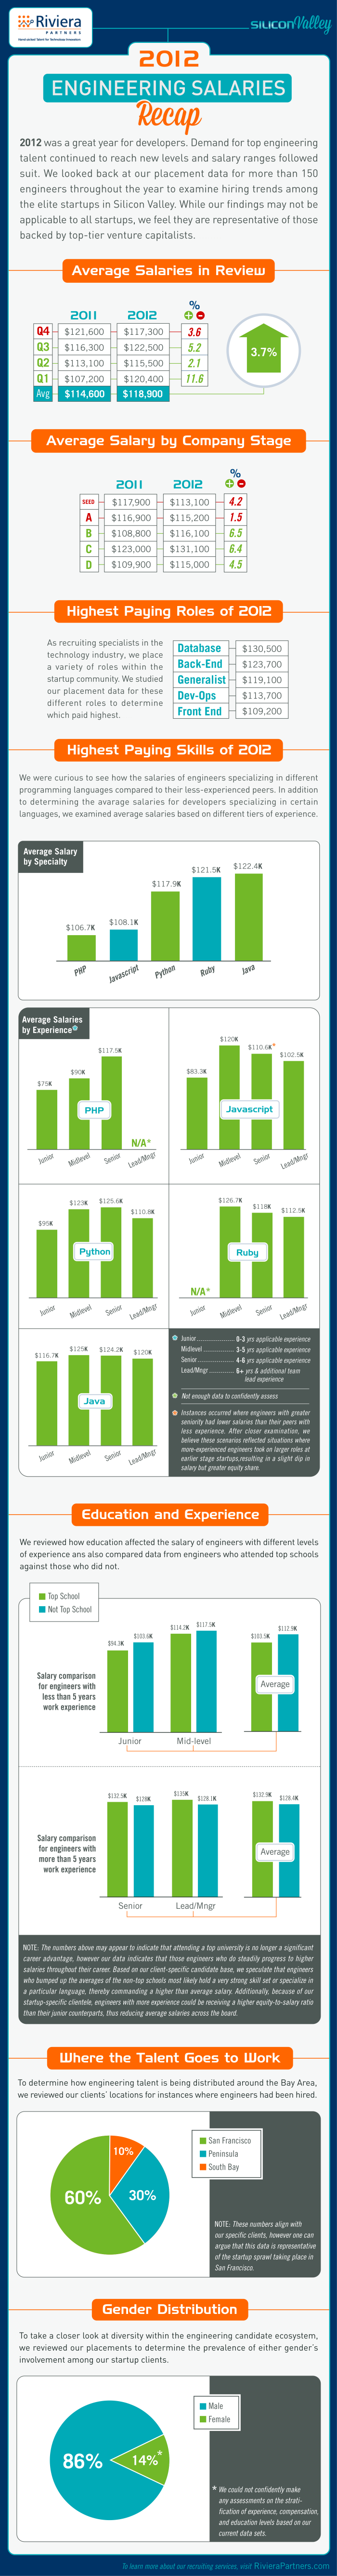 Riviera
PARTNERS
Hand-picked Talent for Technology Innovators
SILICON Valley
2012
ENGINEERING SALARIES
Recap
2012 was a great year for developers. Demand for top engineering
talent continued to reach new levels and salary ranges followed
suit. We looked back at our placement data for more than 150
engineers throughout the year to examine hiring trends among
the elite startups in Silicon Valley. While our findings may not be
applicable to all startups, we feel they are representative of those
backed by top-tier venture capitalists.
Average Salaries in Review
2011 2012 % + -
Q4 $121,600 $117,300 3.6
Q3 $116,300 $122,500 5.2
Q2 $113,100 $115,500 2.1
Q1 $107,200 $120,400 11.6
Avg $114,600 $118,900
3.7%
Average Salary by Company Stage
2011 2012 % + -
SEED $117,900 $113,100 4.2
A $116,900 $115,200 1.5
B $108,800 $116,100 6.5
C $123,000 $131,100 6.4
D $109,900 $115,000 4.5
Highest Paying Roles of 2012
As recruiting specialists in the
technology industry, we place
a variety of roles within the
startup community. We studied
our placement data for these
different roles to determine
which paid highest.
Database $130,500
Back-End $123,700
Generalist $119,100
Dev-Ops $113,700
Front End $109,200
Highest Paying Skills of 2012
We were curious to see how the salaries of engineers specializing in different
programming languages compared to their less-experienced peers. In addition
to determining the avarage salaries for developers specializing in certain
languages, we examined average salaries based on different tiers of experience.
Average Salary
by Specialty
$106.7K $108.1K $117.9K $121.5K $122.4K
PHP Javascript Python Ruby Java
Average Salaries
by Experience
$75K $90K $117.5K N/A*
PHP
Junior Midlevel Senior Lead/Mngr
$83.3K $120K $110.6K* $102.5K
Javascript
Junior Midlevel Senior Lead/Mngr
$95K $123K $125.6K $110.8K
Python
Junior Midlevel Senior Lead/Mngr
N/A* $126.7K $118K $112.5K
Ruby
Junior Midlevel Senior Lead/Mngr
$116.7K $125K $124.2K $120K
Java
Junior Midlevel Senior Lead/Mngr
Junior.................. 0-3 yrs applicable experience
Midlevel .............. 3-5 yrs applicable experience
Senior.................. 4-6 yrs applicable experience
Lead/Mngr ............ 6+ yrs & additional team
lead experience
Not enough data to confidently assess
Instances occurred where engineers with greater
seniority had lower salaries than their peers with
less experience. After closer examination, we
believe these scenarios reflected situations where
more-experienced engineers took on larger roles at
earlier stage startups,resulting in a slight dip in
salary but greater equity share.
Education and Experience
We reviewed how education affected the salary of engineers with different levels
of experience ans also compared data from engineers who attended top schools
against those who did not.
Top School
Not Top School
$94.3K $103.6K $114.2K $117.5K $103.5K $112.9K
Salary comparison
for engineers with
less than 5 years
work experience
Average
Junior Mid-level
$132.5K $128K $135K $128.1K $132.9K $128.4K
Salary comparison
for engineers with
more than 5 years
work experience
Average
Senior Lead/Mngr
NOTE: The numbers above may appear to indicate that attending a top university is no longer a significant
career advantage, however our data indicates that those engineers who do steadily progress to higher
salaries throughout their career. Based on our client-specific candidate base, we speculate that engineers
who bumped up the averages of the non-top schools most likely hold a very strong skill set or specialize in
a particular language, thereby commanding a higher than average salary. Additionally, because of our
startup-specific clientele, engineers with more experience could be receiving a higher equity-to-salary ratio
than their junior counterparts, thus reducing average salaries across the board.
Where the Talent Goes to Work
To determine how engineering talent is being distributed around the Bay Area,
we reviewed our clients' locations for instances where engineers had been hired.
San Francisco
Peninsula
South Bay
10%
60%
30%
NOTE: These numbers align with
our specific clients, however one can
argue that this data is representative
of the startup sprawl taking place in
San Francisco.
Gender Distribution
To take a closer look at diversity within the engineering candidate ecosystem,
we reviewed our placements to determine the prevalence of either gender's
involvement among our startup clients.
Male
Female
86%
14%*
* We could not confidently make
any assessments on the strati-
fication of experience, compensation,
and education levels based on our
current data sets.
To learn more about our recruiting services, visit RivieraPartners.com